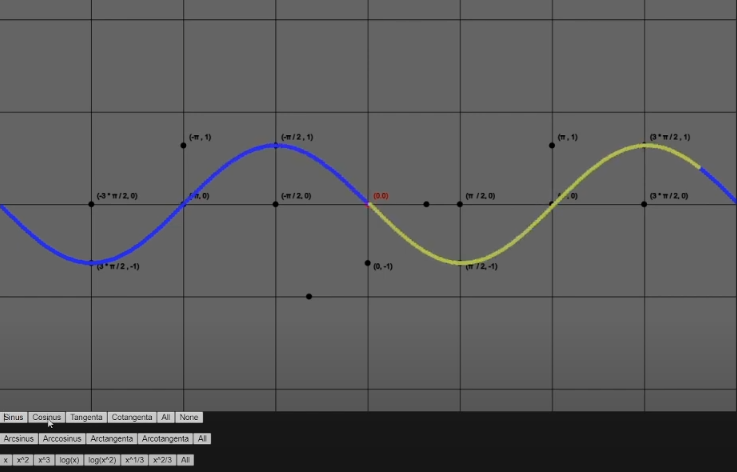 (-π , 1)
(-π / 2 , 1)
(π , 1)
(3 * π / 2 , 1)
(-3 * π / 2, 0)
(-π / 2, 0)
(0,0)
(π / 2, 0)
(3 * π / 2, 0)
(3 * π / 2 , -1)
(0, -1)
(π / 2, -1)
Sinus Cosinus Tangenta Cotangenta All None
Arcsinus Arccosinus Arctangenta Arcotangenta All
x x^2 x^3 log(x) log(x^2) x^1/3 x^2/3 All